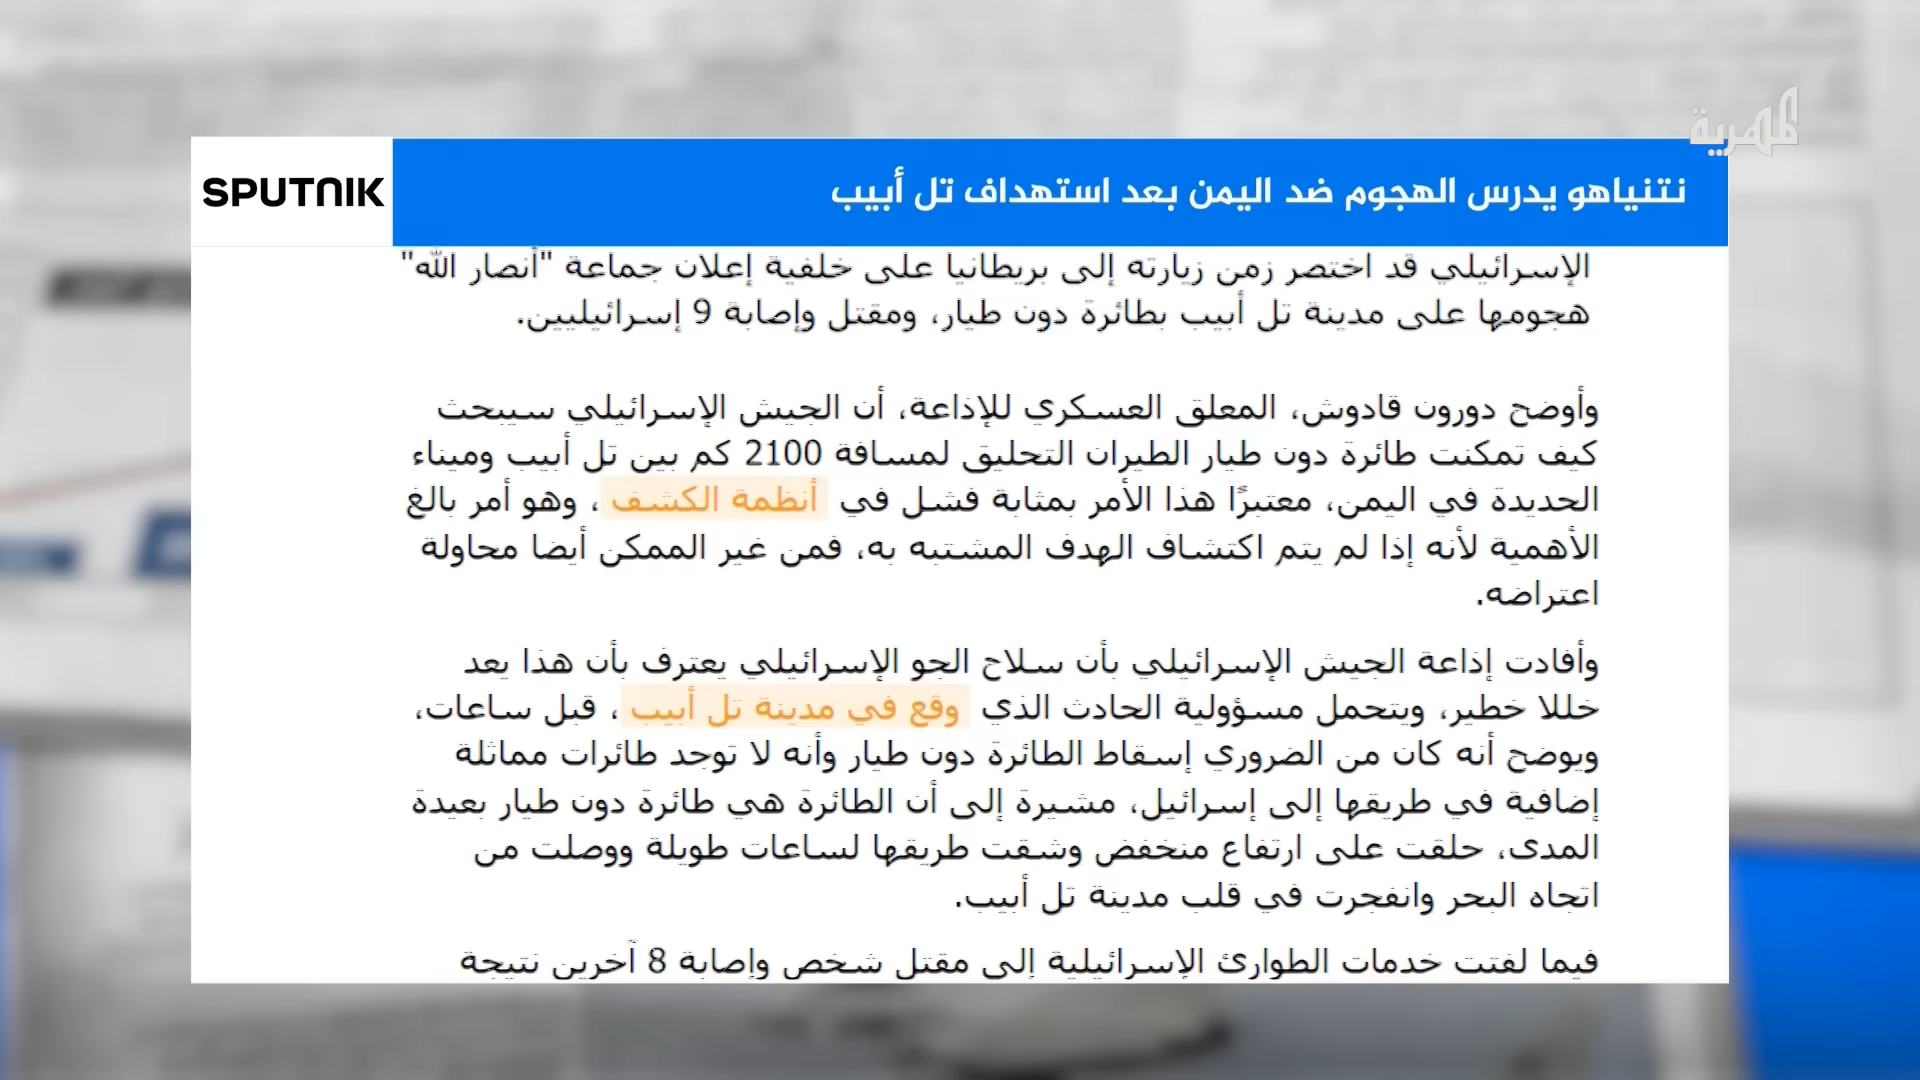 المهرية
SPUTNIK
نتنياهو يدرس الهجوم ضد اليمن بعد استهداف تل أبيب
الإسرائيلي قد اختصر زمن زيارته إلى بريطانيا على خلفية إعلان جماعة "أنصار الله"
هجومها على مدينة تل أبيب بطائرة دون طيار، ومقتل وإصابة 9 إسرائيليين.
وأوضح دورون قادوش، المعلق العسكري للإذاعة، أن الجيش الإسرائيلي سيبحث
كيف تمكنت طائرة دون طيار الطيران التحليق لمسافة 2100 كم بين تل أبيب وميناء
الحديدة في اليمن، معتبرًا هذا الأمر بمثابة فشل في أنظمة الكشف، وهو أمر بالغ
الأهمية لأنه إذا لم يتم اكتشاف الهدف المشتبه به، فمن غير الممكن أيضا محاولة
اعتراضه.
وأفادت إذاعة الجيش الإسرائيلي بأن سلاح الجو الإسرائيلي يعترف بأن هذا يعد
خللا خطير، ويتحمل مسؤولية الحادث الذي وقع في مدينة تل أبيب، قبل ساعات،
ويوضح أنه كان من الضروري إسقاط الطائرة دون طيار وأنه لا توجد طائرات مماثلة
إضافية في طريقها إلى إسرائيل، مشيرة إلى أن الطائرة هي طائرة دون طيار بعيدة
المدى، حلقت على ارتفاع منخفض وشقت طريقها لساعات طويلة ووصلت من
اتجاه البحر وانفجرت في قلب مدينة تل أبيب.
فيما لفتت خدمات الطوارئ الإسرائيلية إلى مقتل شخص وإصابة 8 آخرين نتيجة